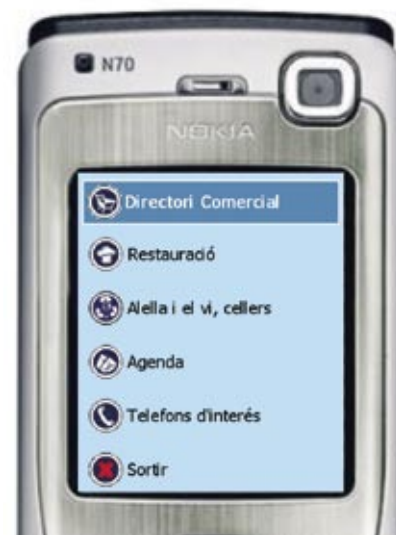 N70
NOKIA
Directori Comercial
Restauració
Alella i el vi, cellers
Agenda
Telefons d'interés
Sortir